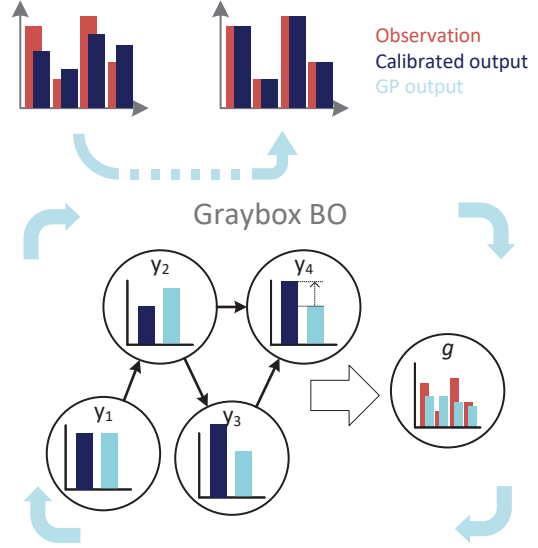 Observation
Calibrated output
GP output
Graybox BO
y2
y4
g
y1
y3